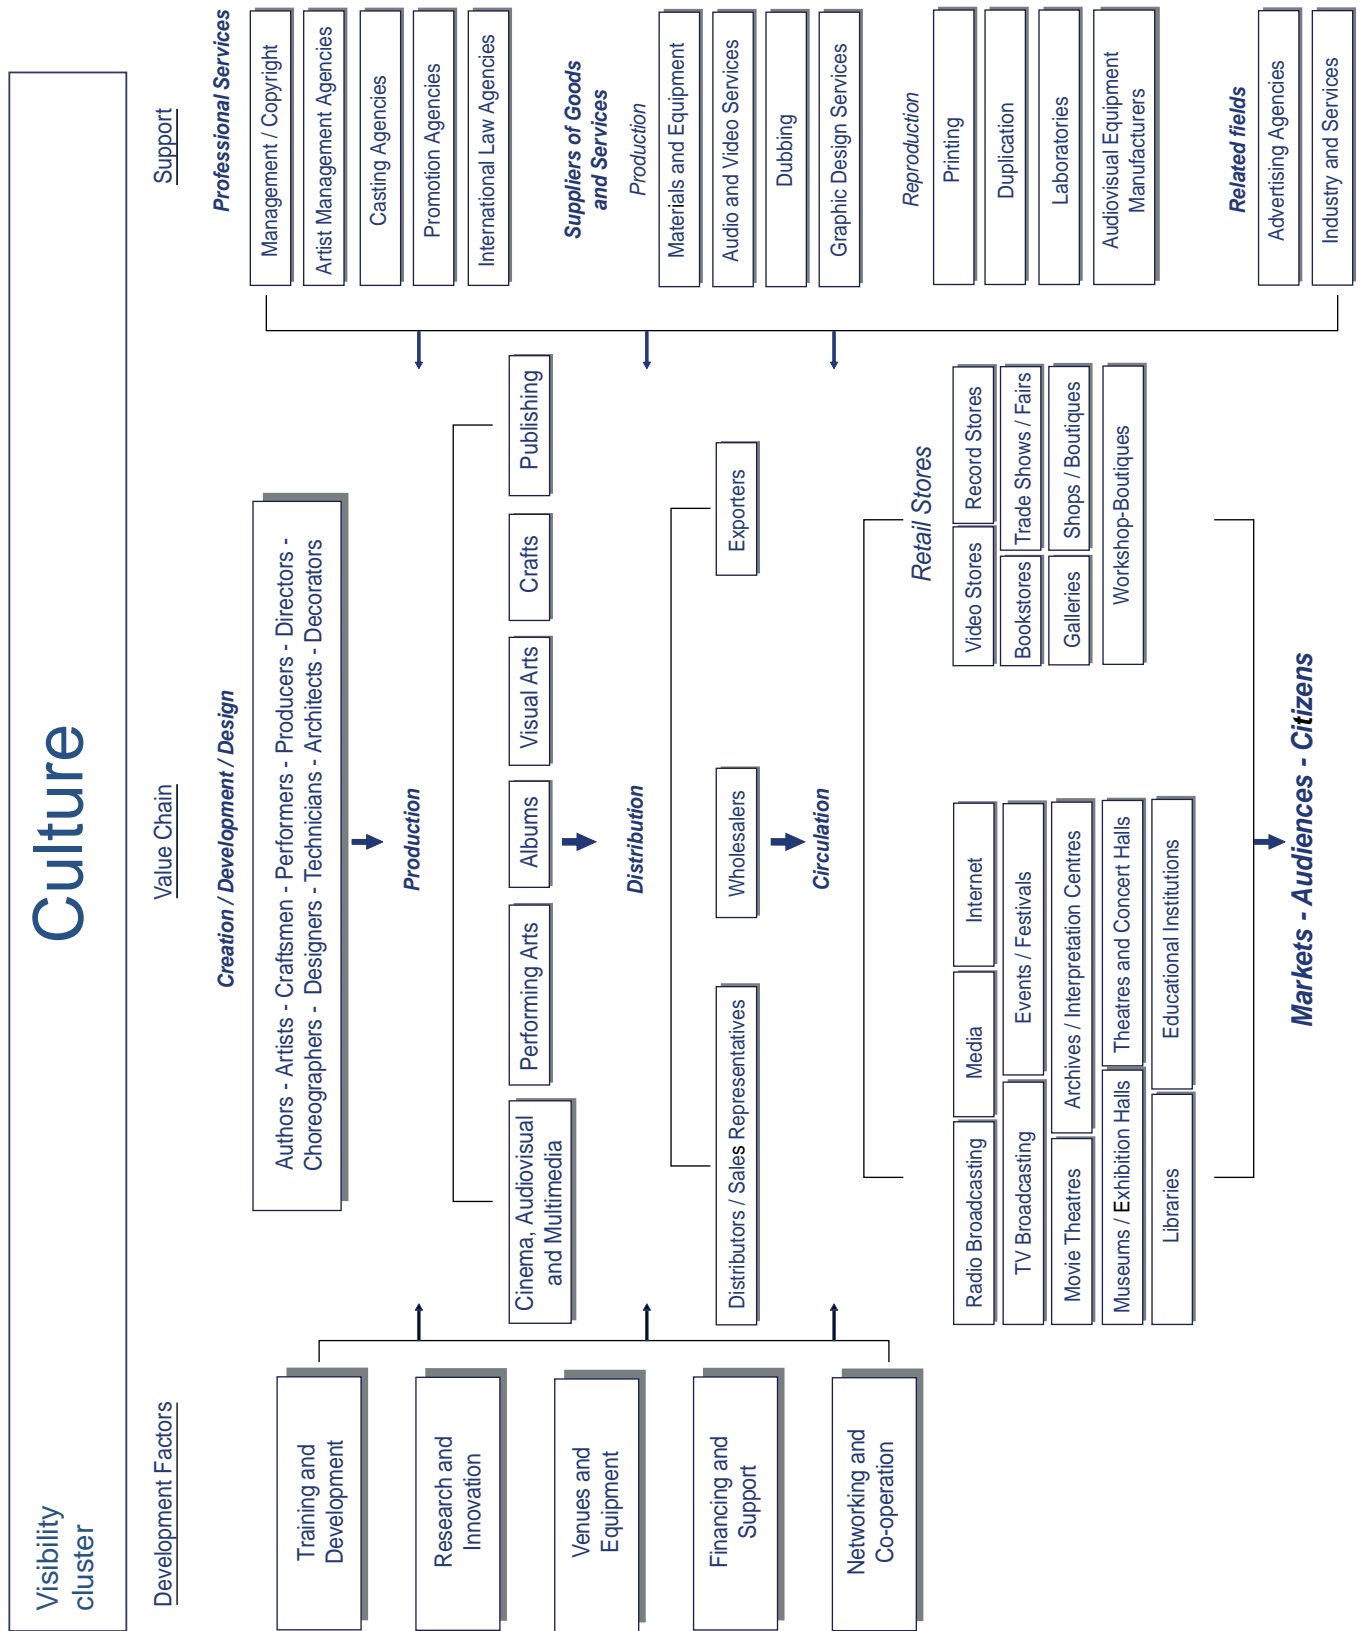 Visibility
cluster
Culture
Development Factors
Value Chain
Support
Training and
Development
Research and
Innovation
Venues and
Equipment
Financing and
Support
Networking and
Co-operation
Creation / Development / Design
Authors - Artists - Craftsmen - Performers - Producers - Directors -
Choreographers - Designers - Technicians - Architects - Decorators
Production
Cinema, Audiovisual
and Multimedia
Performing Arts
Albums
Visual Arts
Crafts
Publishing
Distribution
Distributors / Sales Representatives
Wholesalers
Exporters
Circulation
Radio Broadcasting
Media
Internet
TV Broadcasting
Events / Festivals
Movie Theatres
Archives / Interpretation Centres
Museums / Exhibition Halls
Theatres and Concert Halls
Libraries
Educational Institutions
Retail Stores
Video Stores
Record Stores
Bookstores
Trade Shows / Fairs
Galleries
Shops / Boutiques
Workshop-Boutiques
Markets - Audiences - Citizens
Professional Services
Management / Copyright
Artist Management Agencies
Casting Agencies
Promotion Agencies
International Law Agencies
Suppliers of Goods
and Services
Production
Materials and Equipment
Audio and Video Services
Dubbing
Graphic Design Services
Reproduction
Printing
Duplication
Laboratories
Audiovisual Equipment
Manufacturers
Related fields
Advertising Agencies
Industry and Services